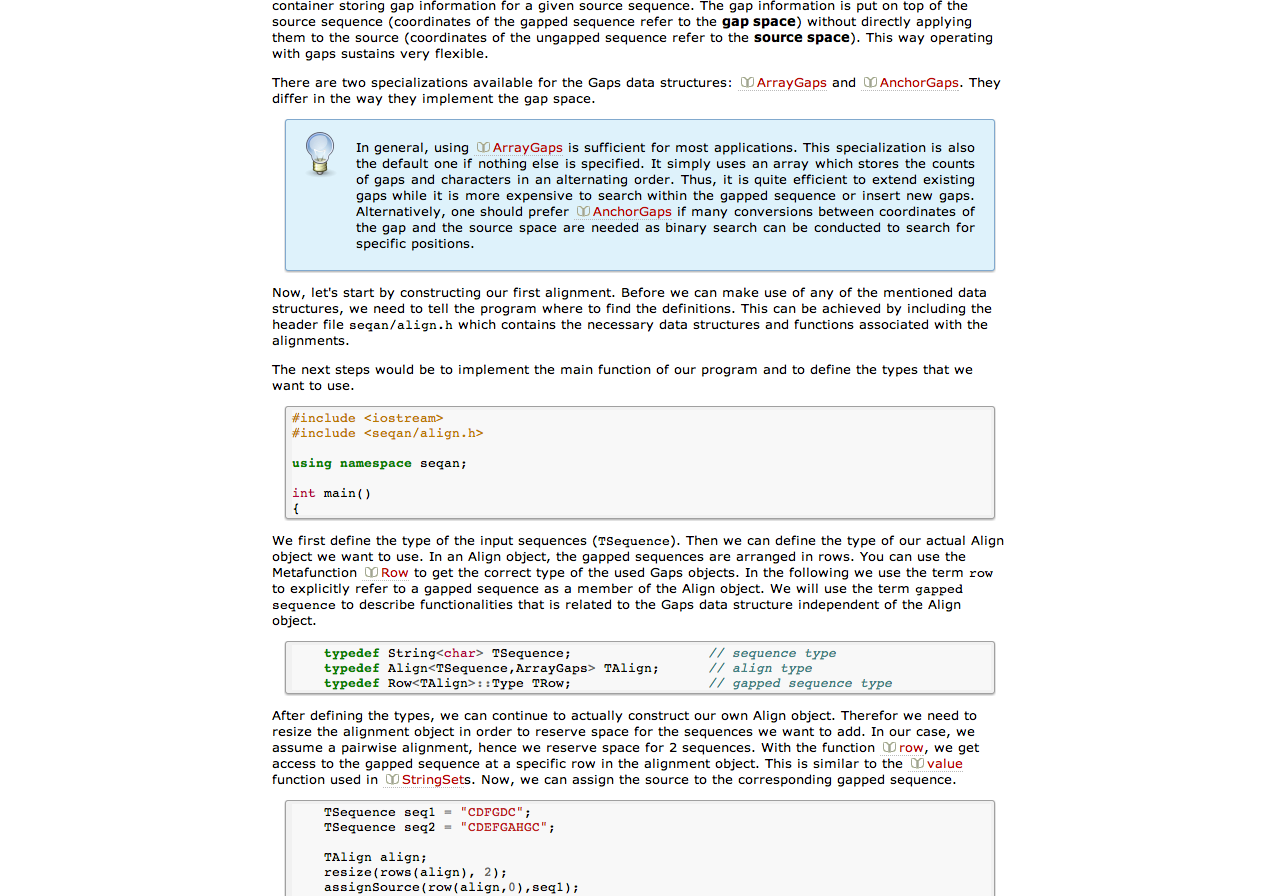 container storing gap information for a given source sequence. The gap information is put on top of the
source sequence (coordinates of the gapped sequence refer to the gap space) without directly applying
them to the source (coordinates of the ungapped sequence refer to the source space). This way operating
with gaps sustains very flexible.
There are two specializations available for the Gaps data structures: ArrayGaps and AnchorGaps. They
differ in the way they implement the gap space.
In general, using ArrayGaps is sufficient for most applications. This specialization is also
the default one if nothing else is specified. It simply uses an array which stores the counts
of gaps and characters in an alternating order. Thus, it is quite efficient to extend existing
gaps while it is more expensive to search within the gapped sequence or insert new gaps.
Alternatively, one should prefer AnchorGaps if many conversions between coordinates of
the gap and the source space are needed as binary search can be conducted to search for
specific positions.
Now, let's start by constructing our first alignment. Before we can make use of any of the mentioned data
structures, we need to tell the program where to find the definitions. This can be achieved by including the
header file seqan/align.h which contains the necessary data structures and functions associated with the
alignments.
The next steps would be to implement the main function of our program and to define the types that we
want to use.
#include <iostream>
#include <seqan/align.h>
using namespace seqan;
int main()
{
We first define the type of the input sequences (TSequence). Then we can define the type of our actual Align
object we want to use. In an Align object, the gapped sequences are arranged in rows. You can use the
Metafunction Row to get the correct type of the used Gaps objects. In the following we use the term row
to explicitly refer to a gapped sequence as a member of the Align object. We will use the term gapped
sequence to describe functionalities that is related to the Gaps data structure independent of the Align
object.
typedef String<char> TSequence; // sequence type
typedef Align<TSequence,ArrayGaps> TAlign; // align type
typedef Row<TAlign>::Type TRow; // gapped sequence type
After defining the types, we can continue to actually construct our own Align object. Therefor we need to
resize the alignment object in order to reserve space for the sequences we want to add. In our case, we
assume a pairwise alignment, hence we reserve space for 2 sequences. With the function row, we get
access to the gapped sequence at a specific row in the alignment object. This is similar to the value
function used in StringSets. Now, we can assign the source to the corresponding gapped sequence.
TSequence seq1 = "CDFGDC";
TSequence seq2 = "CDEFGAHGC";
TAlign align;
resize(rows(align), 2);
assignSource(row(align,0),seq1);